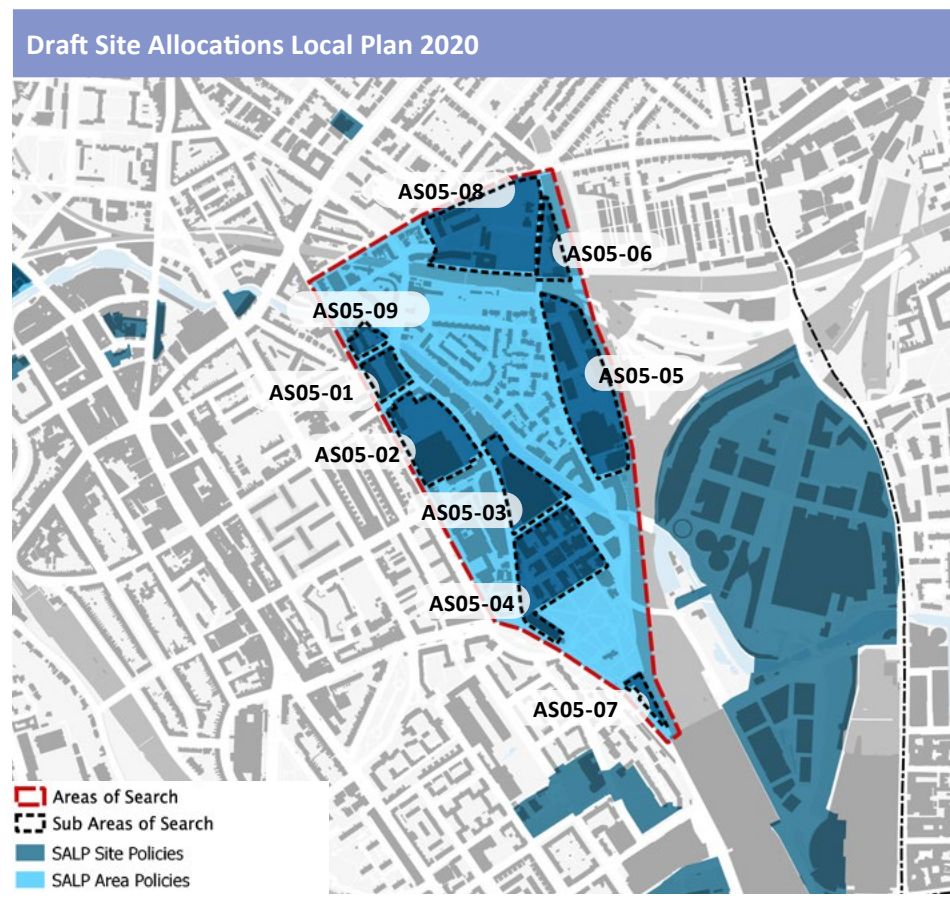 Draft Site Allocations Local Plan 2020
AS05-08
AS05-06
AS05-09
AS05-05
AS05-01
AS05-02
AS05-03
AS05-04
AS05-07
Areas of Search
Sub Areas of Search
SALP Site Policies
SALP Area Policies